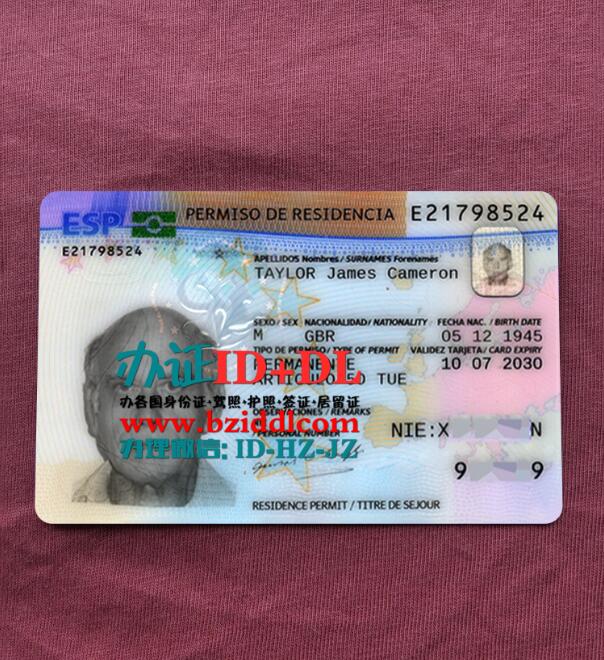 ESP PERMISO DE RESIDENCIA E21798524
E21798524
APELLIDOS Nombres / SURNAMES Forenames
TAYLOR James Cameron
SEXO / SEX NACIONALIDAD / NATIONALITY FECHA NAC. / BIRTH DATE
M GBR 05 12 1945
TIPO DE PERMISO / TYPE OF PERMIT VALIDEZ TARJETA / CARD EXPIRY
10 07 2030
办证ID+DL
TUE
办各国身份证·驾照·护照·签证·居留证
/ REMARKS
www.bziddl.com
PERSONAL NUMBER NIE:X N
办理微信: ID-HZ-JZ
9 9
RESIDENCE PERMIT / TITRE DE SEJOUR